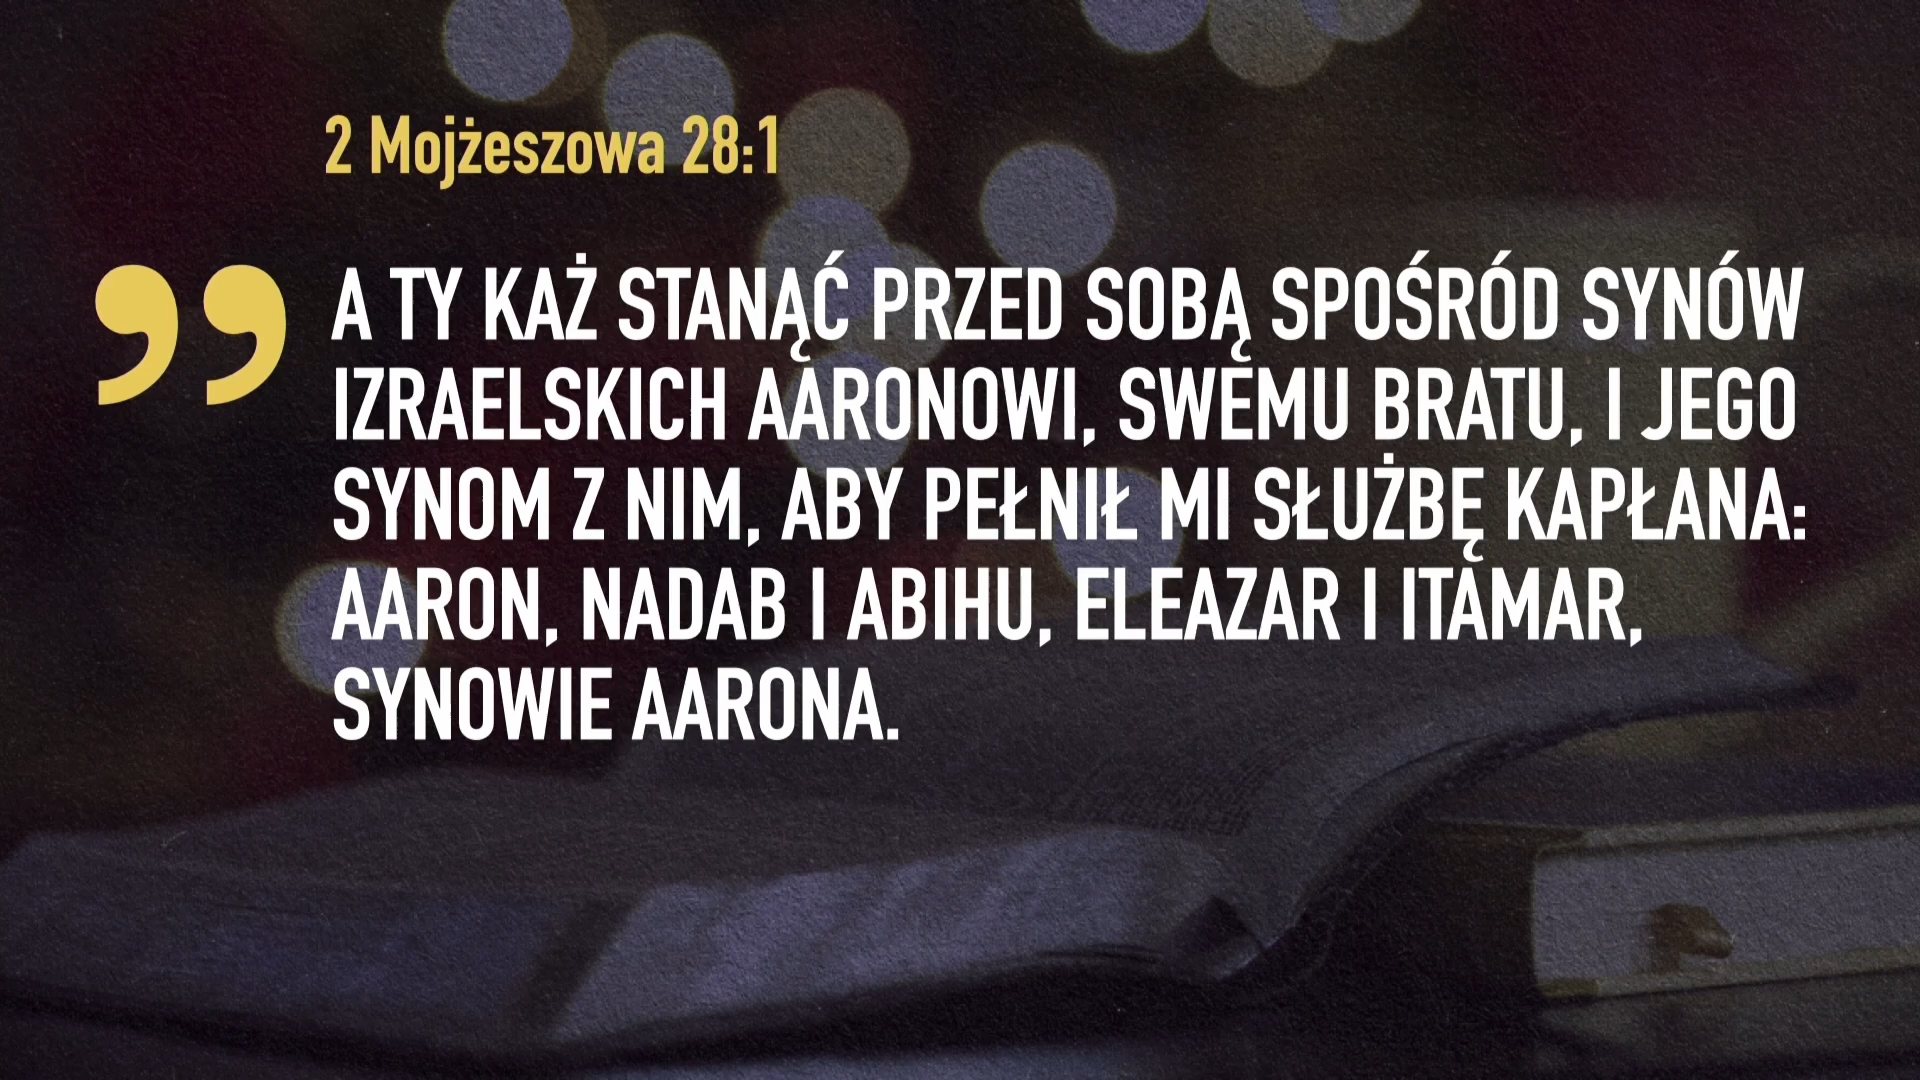 2 Mojżeszowa 28:1
” A TY KAŻ STANĄĆ PRZED SOBĄ SPOŚRÓD SYNÓW
IZRAELSKICH AARONOWI, SWEMU BRATU, I JEGO
SYNOM Z NIM, ABY PEŁNIŁ MI SŁUŻBĘ KAPŁANA:
AARON, NADAB I ABIHU, ELEAZAR I ITAMAR,
SYNOWIE AARONA.